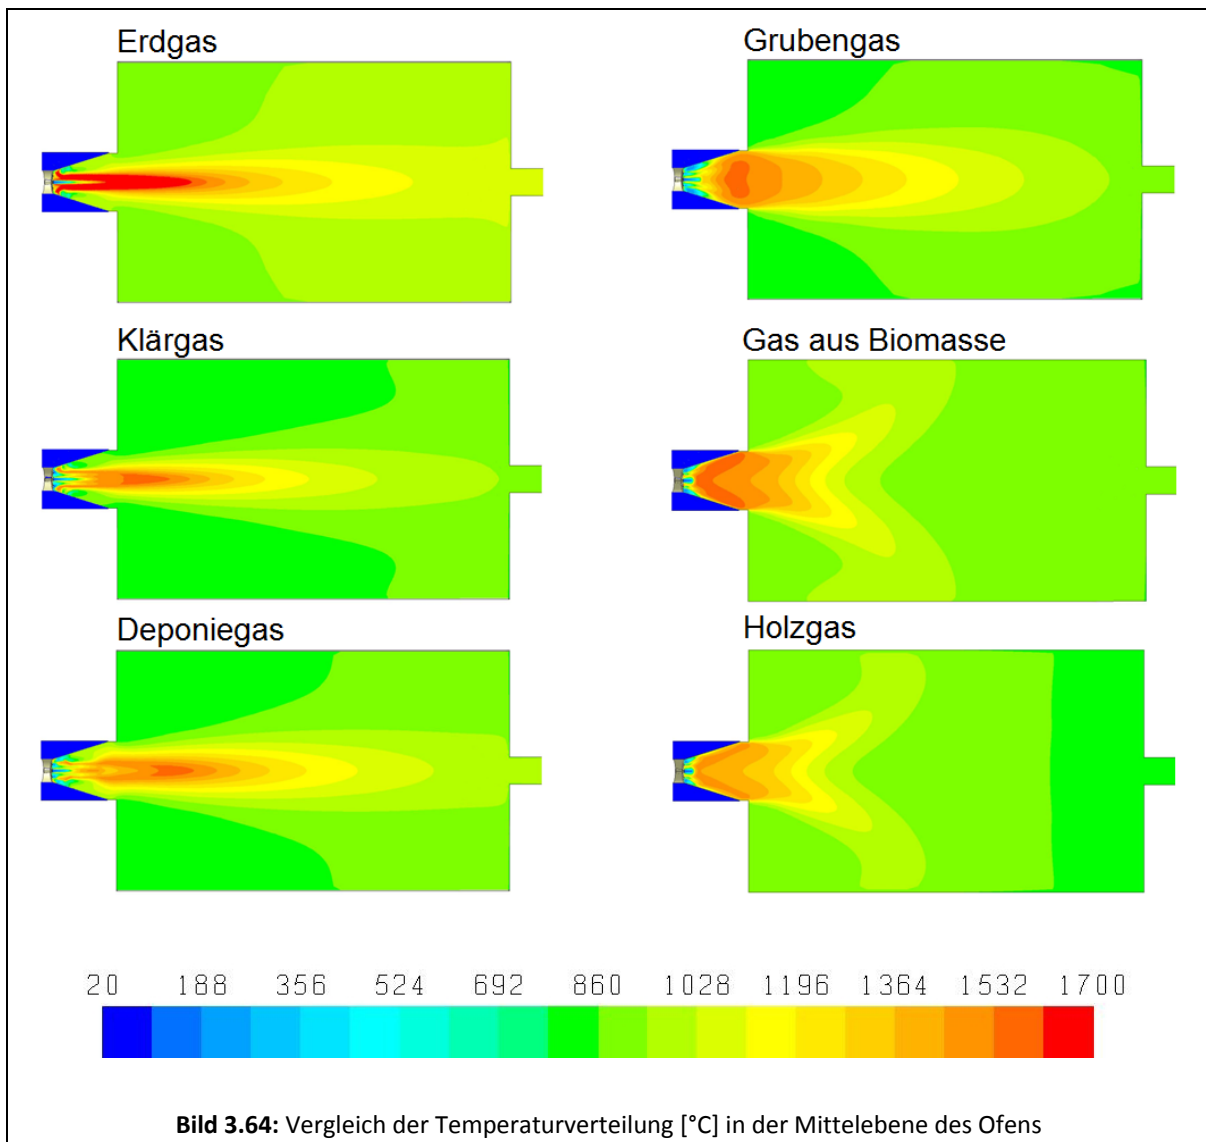 Erdgas
Grubengas
Klärgas
Gas aus Biomasse
Deponiegas
Holzgas
20 188 356 524 692 860 1028 1196 1364 1532 1700
Bild 3.64: Vergleich der Temperaturverteilung [°C] in der Mittelebene des Ofens